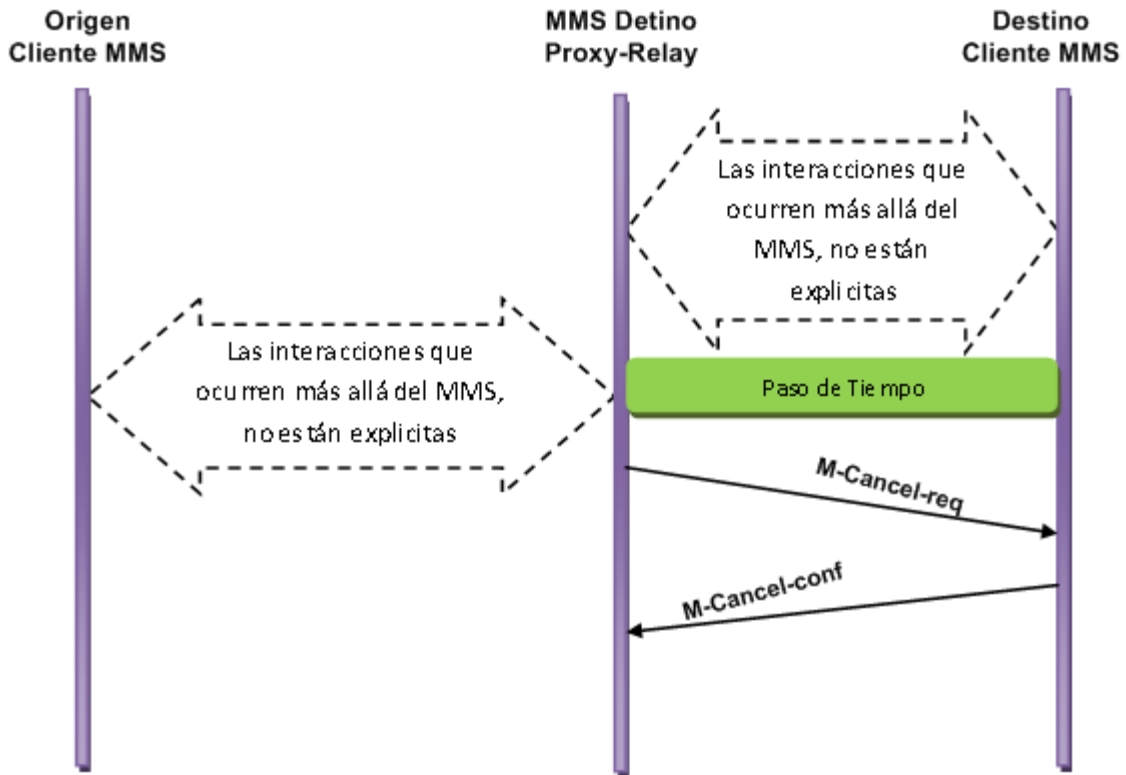 Origen
Cliente MMS
MMS Detino
Proxy-Relay
Destino
Cliente MMS
Las interacciones que
ocurren más allá del
MMS, no están
explicitas
Las interacciones que
ocurren más allá del MMS,
no están explicitas
Paso de Tiempo
M-Cancel-req
M-Cancel-conf